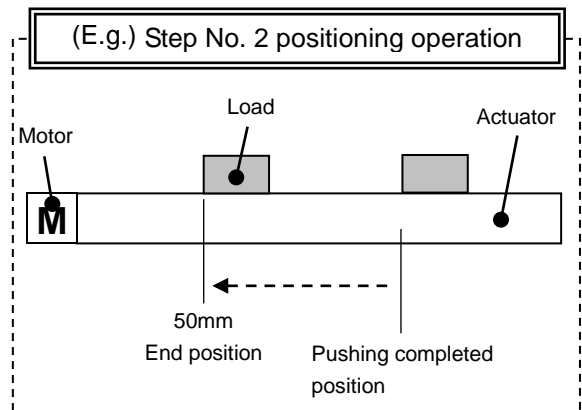 (E.g.) Step No. 2 positioning operation
Load
Actuator
Motor
M
50mm
End position
Pushing completed
position